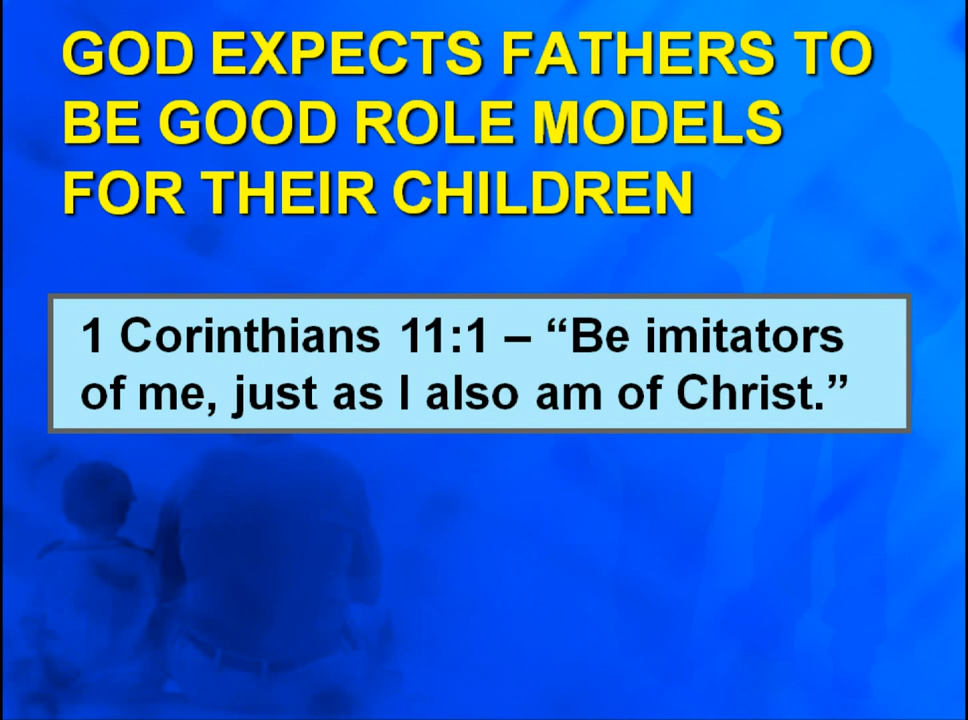 GOD EXPECTS FATHERS TO
BE GOOD ROLE MODELS
FOR THEIR CHILDREN
1 Corinthians 11:1 – “Be imitators
of me, just as I also am of Christ.”